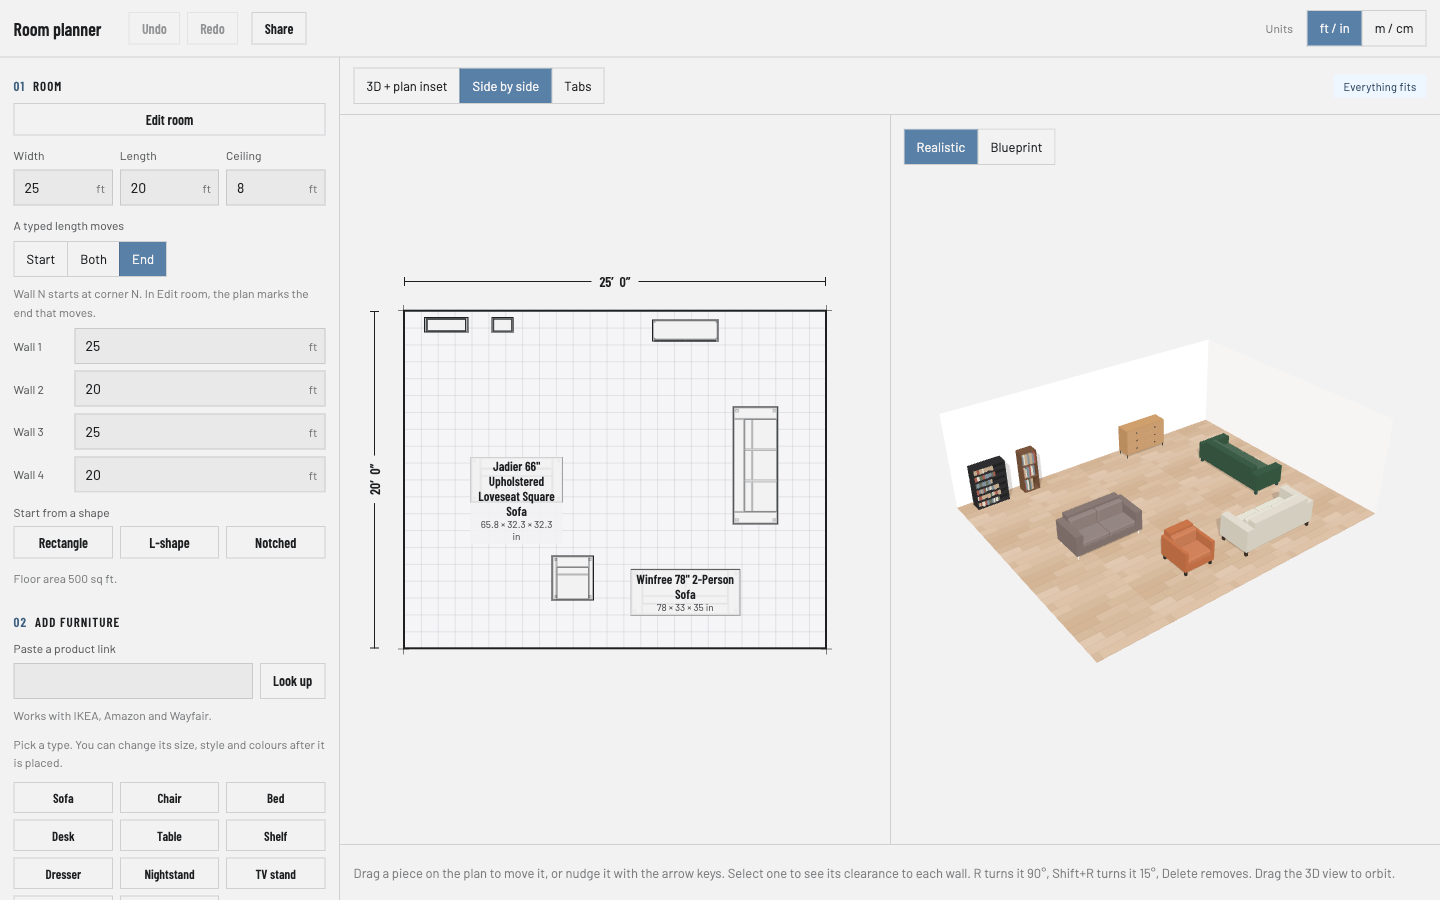 Room planner
Undo
Redo
Share
Units
ft / in
m / cm
01 ROOM
Edit room
Width
Length
Ceiling
25 ft
20 ft
8 ft
A typed length moves
Start
Both
End
Wall N starts at corner N. In Edit room, the plan marks the
end that moves.
Wall 1
25 ft
Wall 2
20 ft
Wall 3
25 ft
Wall 4
20 ft
Start from a shape
Rectangle
L-shape
Notched
Floor area 500 sq ft.
02 ADD FURNITURE
Paste a product link
Look up
Works with IKEA, Amazon and Wayfair.
Pick a type. You can change its size, style and colours after it
is placed.
Sofa
Chair
Bed
Desk
Table
Shelf
Dresser
Nightstand
TV stand
3D + plan inset
Side by side
Tabs
Everything fits
25′ 0″
20′ 0″
Jadier 66"
Upholstered
Loveseat Square
Sofa
65.8 × 32.3 × 32.3
in
Winfree 78" 2-Person
Sofa
78 × 33 × 35 in
Realistic
Blueprint
Drag a piece on the plan to move it, or nudge it with the arrow keys. Select one to see its clearance to each wall. R turns it 90°, Shift+R turns it 15°, Delete removes. Drag the 3D view to orbit.